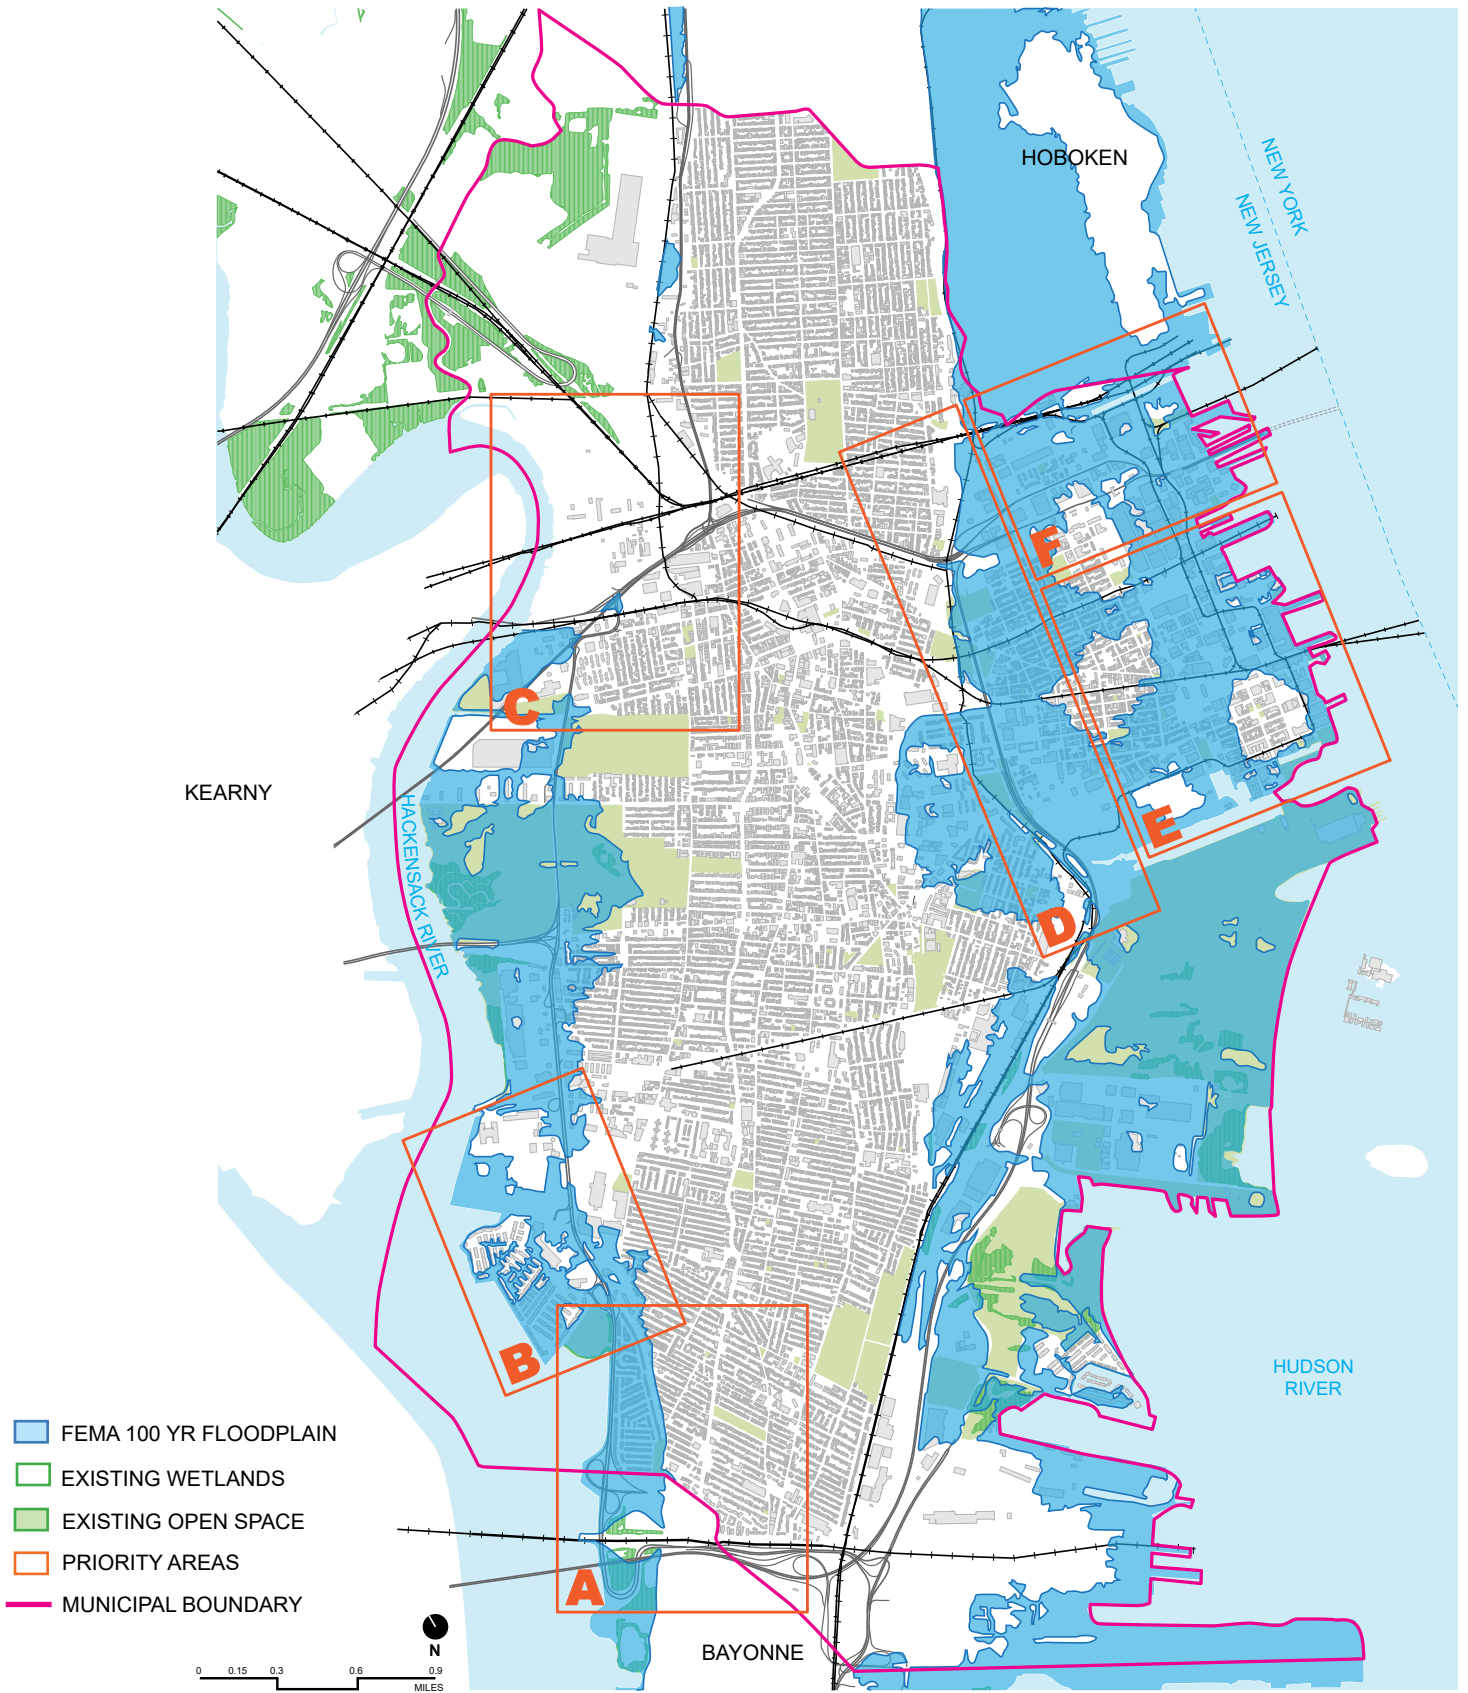 HOBOKEN
NEW YORK
NEW JERSEY
F
C
KEARNY
HACKENSACK RIVER
E
D
B
HUDSON
RIVER
FEMA 100 YR FLOODPLAIN
EXISTING WETLANDS
EXISTING OPEN SPACE
PRIORITY AREAS
MUNICIPAL BOUNDARY
A
N
BAYONNE
0 0.15 0.3 0.6 0.9
MILES